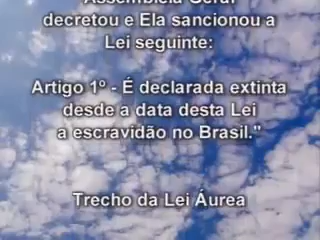 Assembléia Geral
decretou e Ela sancionou a
Lei seguinte:
Artigo 1º - É declarada extinta
desde a data desta Lei
a escravidão no Brasil."
Trecho da Lei Áurea